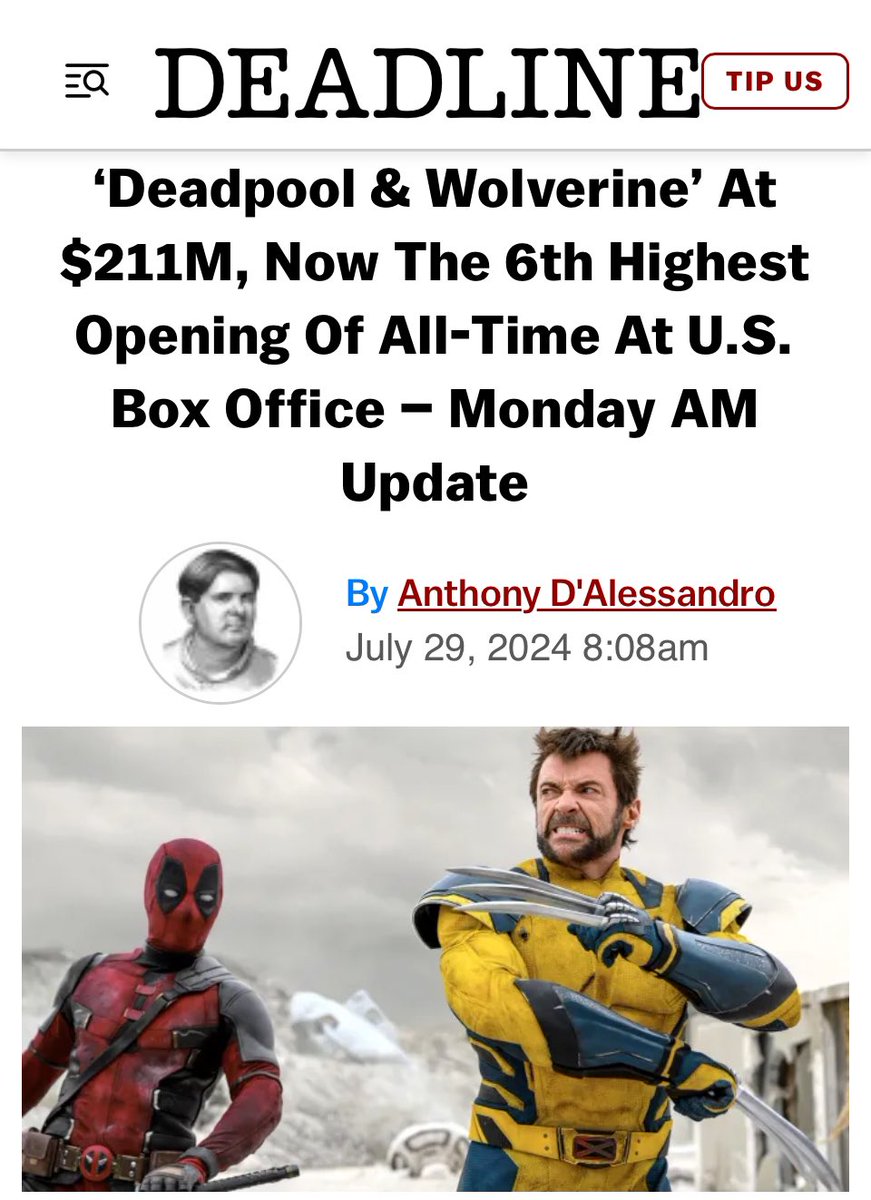 DEADLINE
TIP US
‘Deadpool & Wolverine’ At
$211M, Now The 6th Highest
Opening Of All-Time At U.S.
Box Office – Monday AM
Update
By Anthony D'Alessandro
July 29, 2024 8:08am